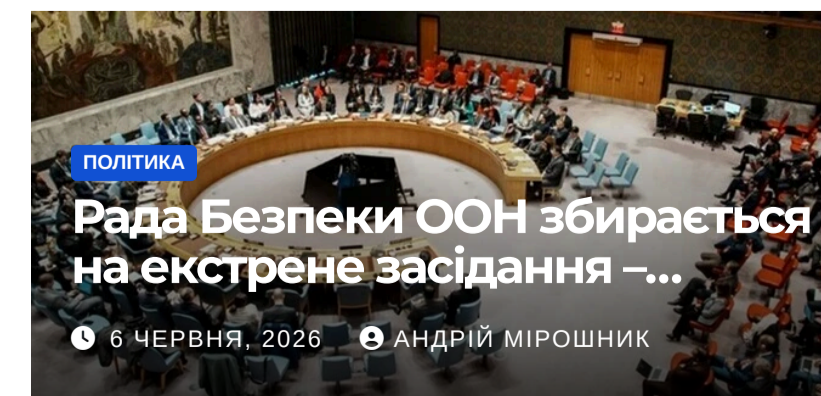 ПОЛІТИКА
Рада Безпеки ООН збирається
на екстрене засідання –...
6 ЧЕРВНЯ, 2026 АНДРІЙ МІРОШНИК